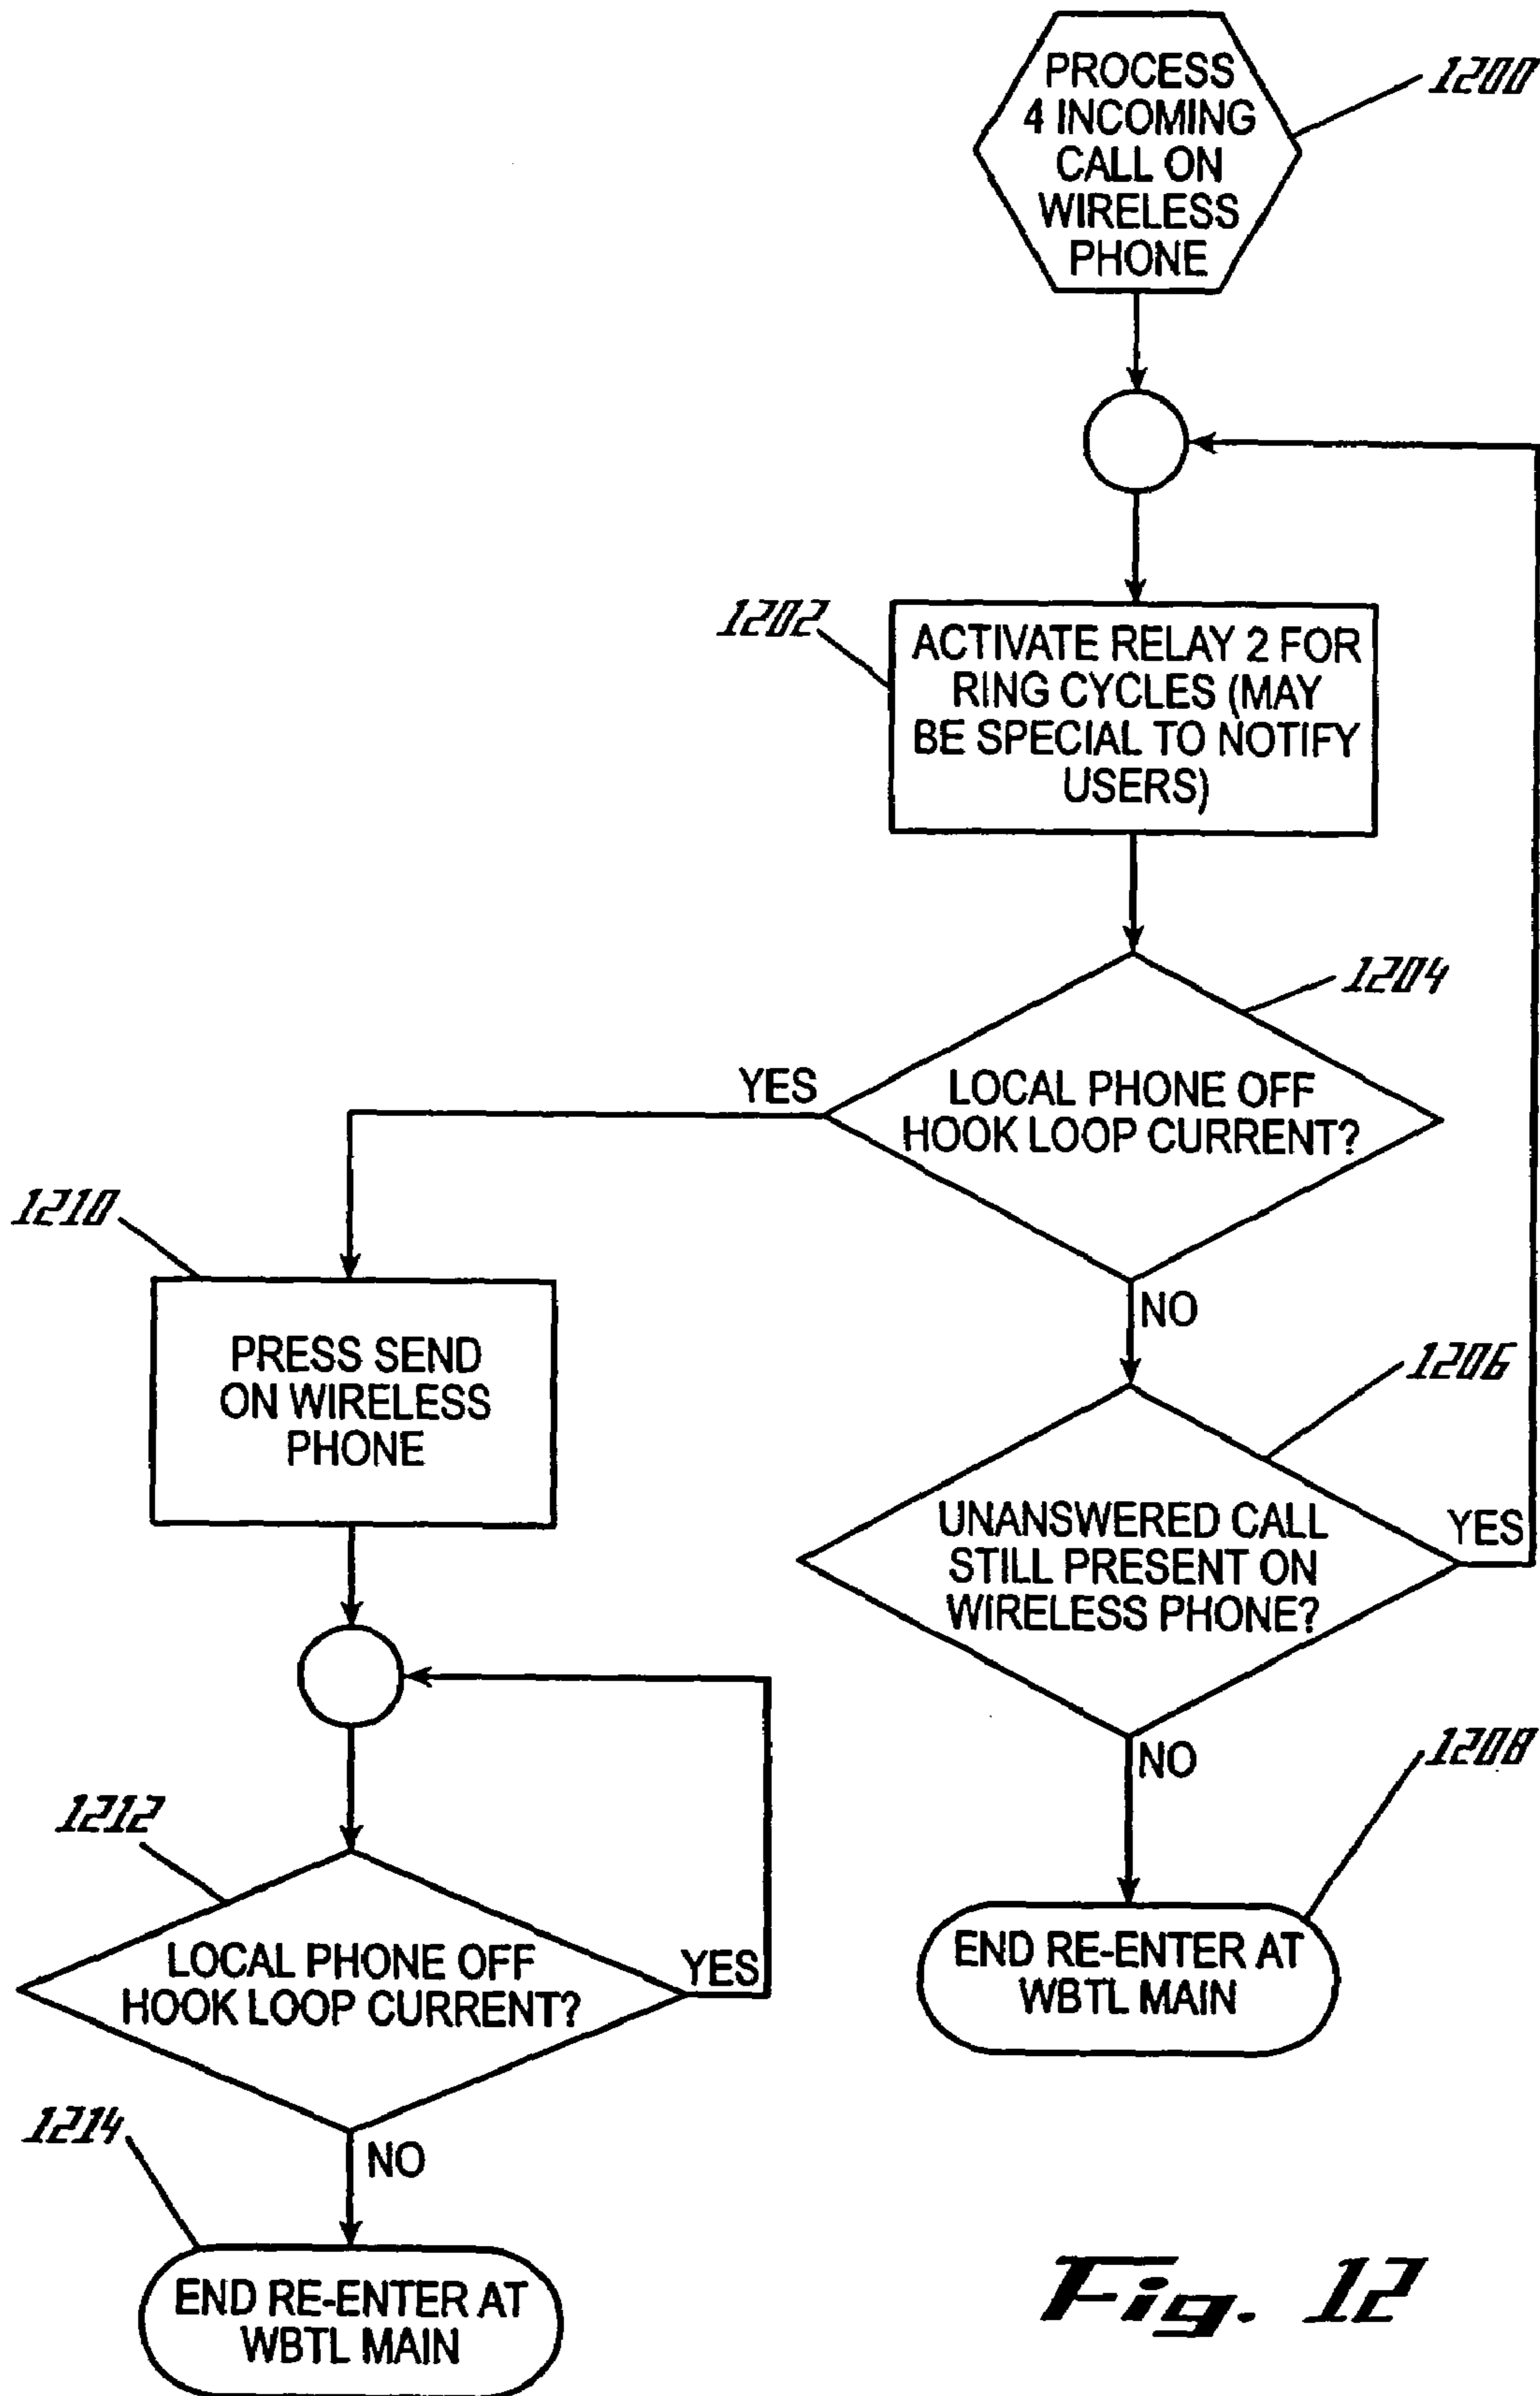 PROCESS
4 INCOMING
CALL ON
WIRELESS
PHONE
1200
1202
ACTIVATE RELAY 2 FOR
RING CYCLES (MAY
BE SPECIAL TO NOTIFY
USERS)
1204
LOCAL PHONE OFF
HOOK LOOP CURRENT?
YES
NO
1210
PRESS SEND
ON WIRELESS
PHONE
1206
UNANSWERED CALL
STILL PRESENT ON
WIRELESS PHONE?
YES
NO
1208
END RE-ENTER AT
WBTL MAIN
1212
LOCAL PHONE OFF
HOOK LOOP CURRENT?
YES
NO
1214
END RE-ENTER AT
WBTL MAIN
Fig. 12